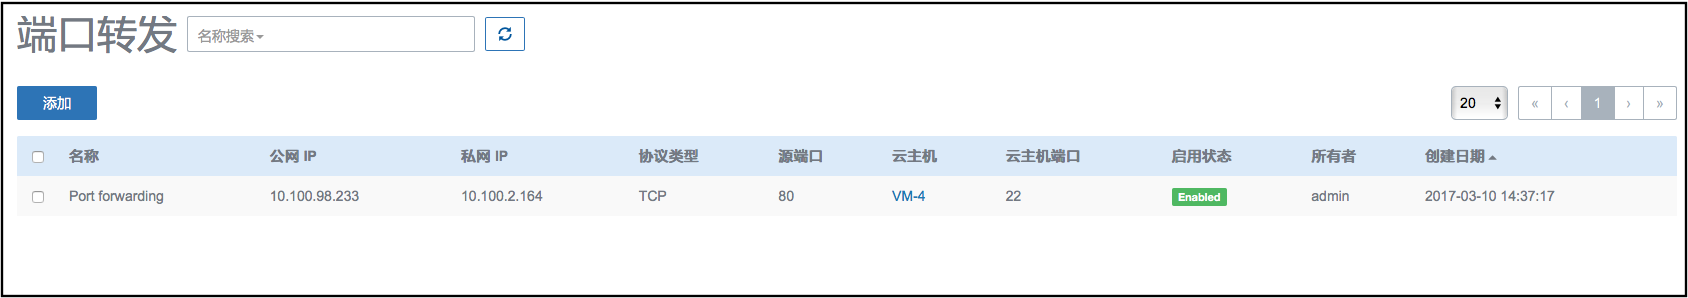 端口转发 名称搜索
添加 20 « ‹ 1 › »
名称 公网 IP 私网 IP 协议类型 源端口 云主机 云主机端口 启用状态 所有者 创建日期
Port forwarding 10.100.98.233 10.100.2.164 TCP 80 VM-4 22 Enabled admin 2017-03-10 14:37:17